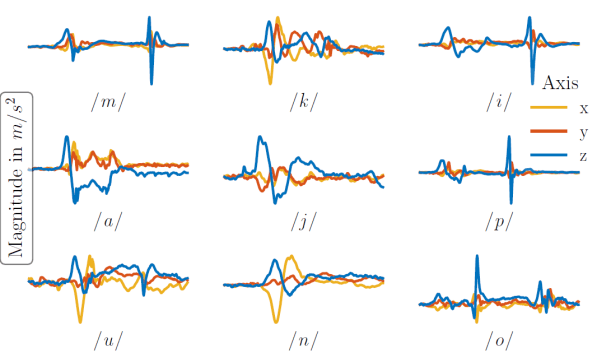 Magnitude in m/s²
/m/
/k/
/i/
Axis
x
y
z
/a/
/j/
/p/
/u/
/n/
/o/